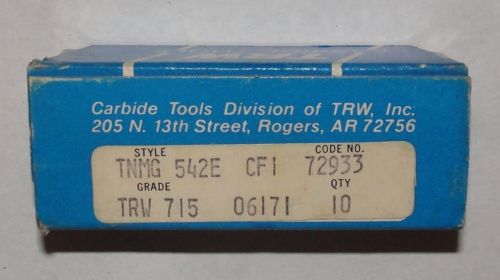 Carbide Tools Division of TRW, Inc.
205 N. 13th Street, Rogers, AR 72756
STYLE CODE NO.
TNMG 542E CF1 72933
GRADE QTY
TRW 715 06171 10